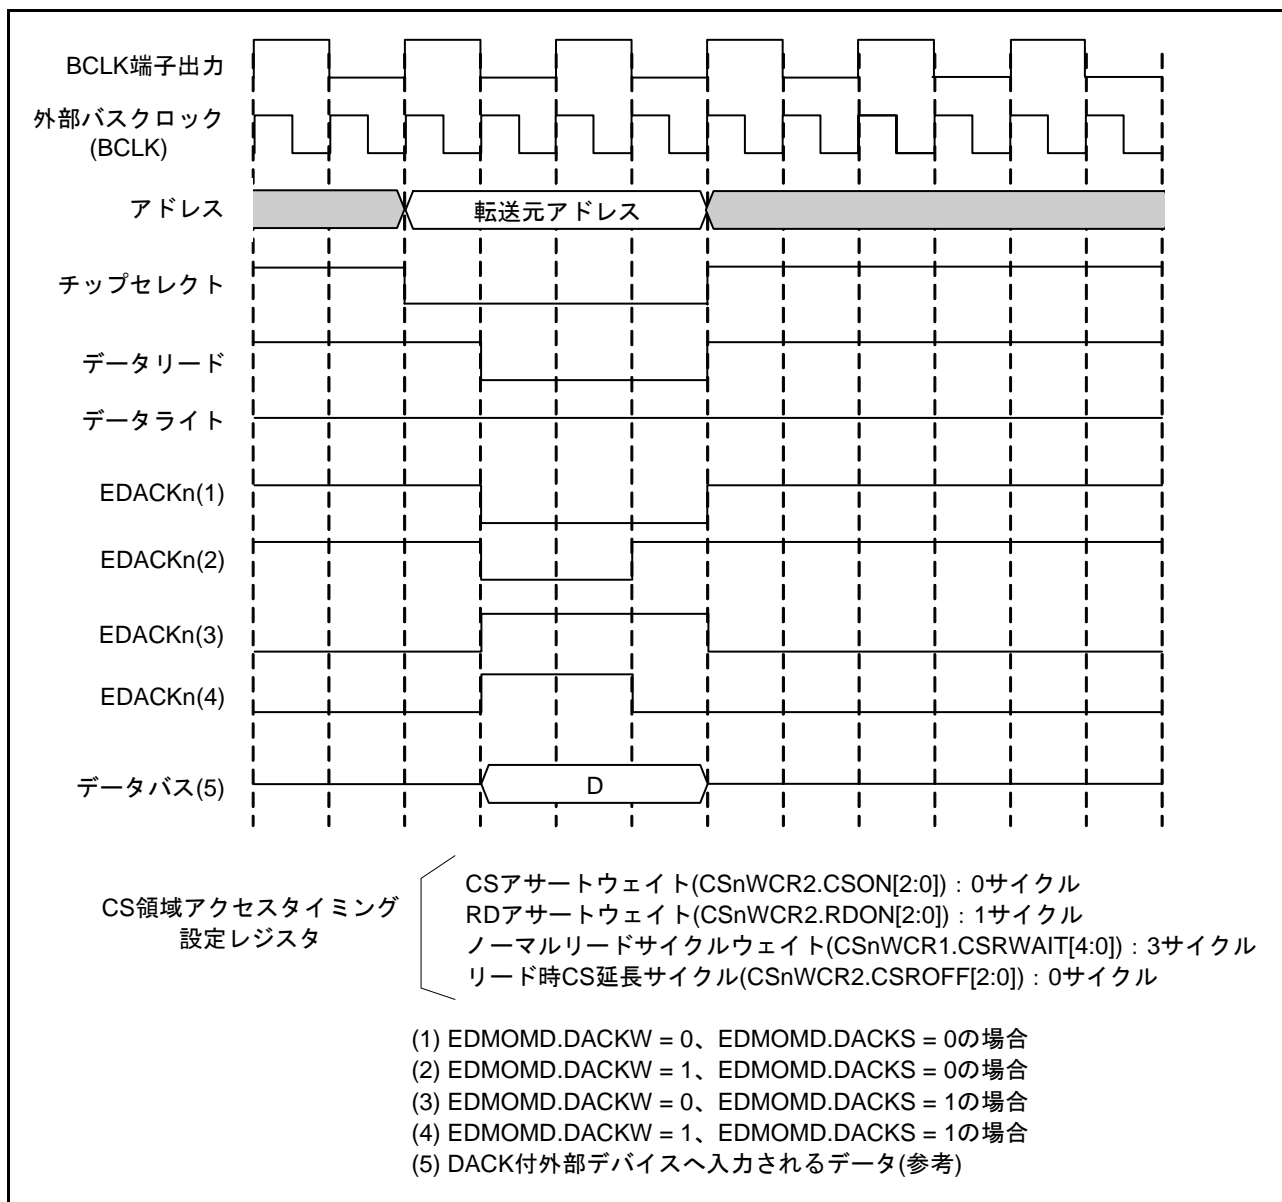 BCLK端子出力
外部バスクロック
(BCLK)
アドレス
転送元アドレス
チップセレクト
データリード
データライト
EDACKn(1)
EDACKn(2)
EDACKn(3)
EDACKn(4)
データバス(5)
D
CS領域アクセスタイミング
設定レジスタ
CSアサートウェイト(CSnWCR2.CSON[2:0])：0サイクル
RDアサートウェイト(CSnWCR2.RDON[2:0])：1サイクル
ノーマルリードサイクルウェイト(CSnWCR1.CSRWAIT[4:0])：3サイクル
リード時CS延長サイクル(CSnWCR2.CSROFF[2:0])：0サイクル
(1) EDMOMD.DACKW = 0、EDMOMD.DACKS = 0の場合
(2) EDMOMD.DACKW = 1、EDMOMD.DACKS = 0の場合
(3) EDMOMD.DACKW = 0、EDMOMD.DACKS = 1の場合
(4) EDMOMD.DACKW = 1、EDMOMD.DACKS = 1の場合
(5) DACK付外部デバイスへ入力されるデータ(参考)